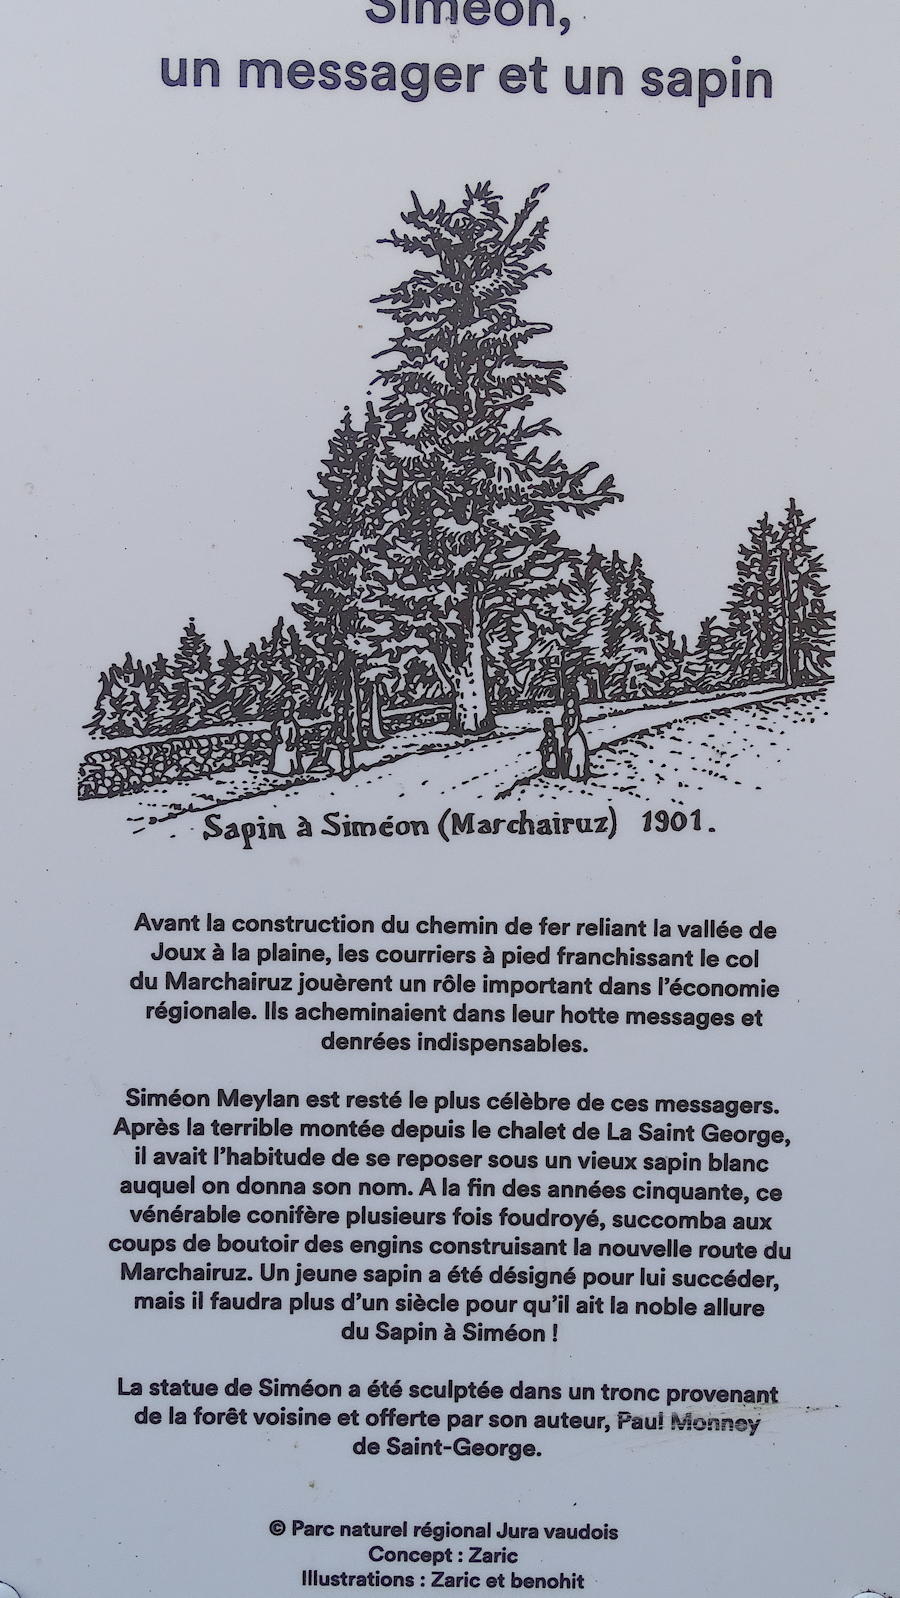 Siméon,
un messager et un sapin
Sapin à Siméon (Marchairuz) 1901.
Avant la construction du chemin de fer reliant la vallée de
Joux à la plaine, les courriers à pied franchissant le col
du Marchairuz jouèrent un rôle important dans l'économie
régionale. Ils acheminaient dans leur hotte messages et
denrées indispensables.
Siméon Meylan est resté le plus célèbre de ces messagers.
Après la terrible montée depuis le chalet de La Saint George,
il avait l'habitude de se reposer sous un vieux sapin blanc
auquel on donna son nom. A la fin des années cinquante, ce
vénérable conifère plusieurs fois foudroyé, succomba aux
coups de boutoir des engins construisant la nouvelle route du
Marchairuz. Un jeune sapin a été désigné pour lui succéder,
mais il faudra plus d'un siècle pour qu'il ait la noble allure
du Sapin à Siméon !
La statue de Siméon a été sculptée dans un tronc provenant
de la forêt voisine et offerte par son auteur, Paul Monney
de Saint-George.
© Parc naturel régional Jura vaudois
Concept : Zaric
Illustrations : Zaric et benohit